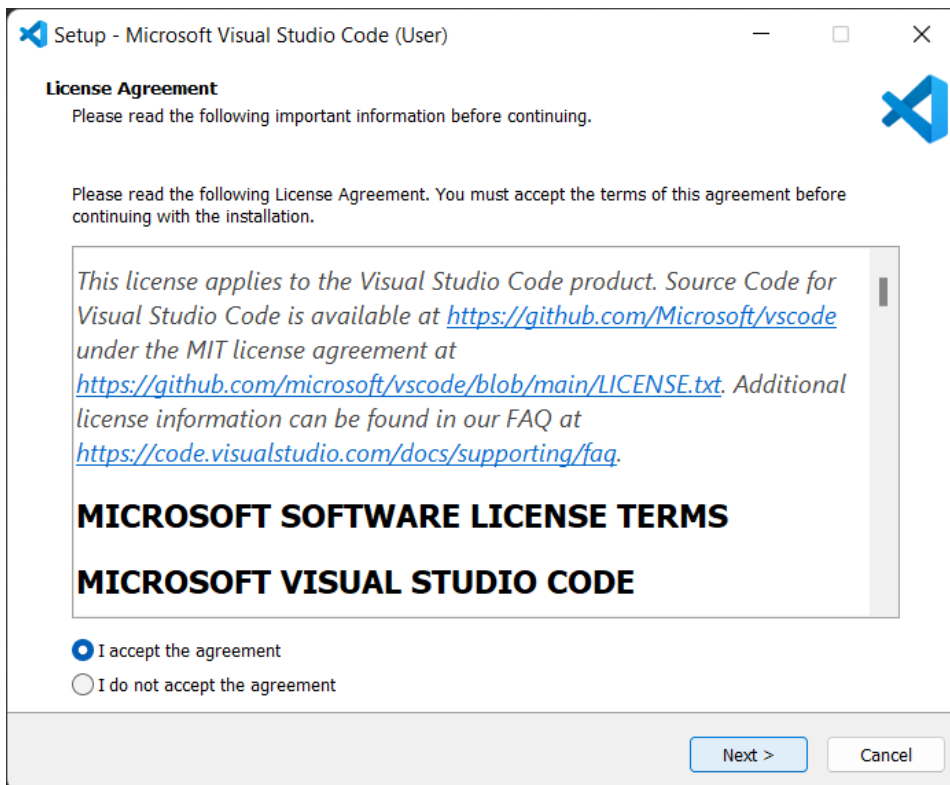 Setup - Microsoft Visual Studio Code (User)
License Agreement
Please read the following important information before continuing.
Please read the following License Agreement. You must accept the terms of this agreement before
continuing with the installation.
This license applies to the Visual Studio Code product. Source Code for
Visual Studio Code is available at https://github.com/Microsoft/vscode
under the MIT license agreement at
https://github.com/microsoft/vscode/blob/main/LICENSE.txt. Additional
license information can be found in our FAQ at
https://code.visualstudio.com/docs/supporting/faq.
MICROSOFT SOFTWARE LICENSE TERMS
MICROSOFT VISUAL STUDIO CODE
I accept the agreement
I do not accept the agreement
Next > Cancel